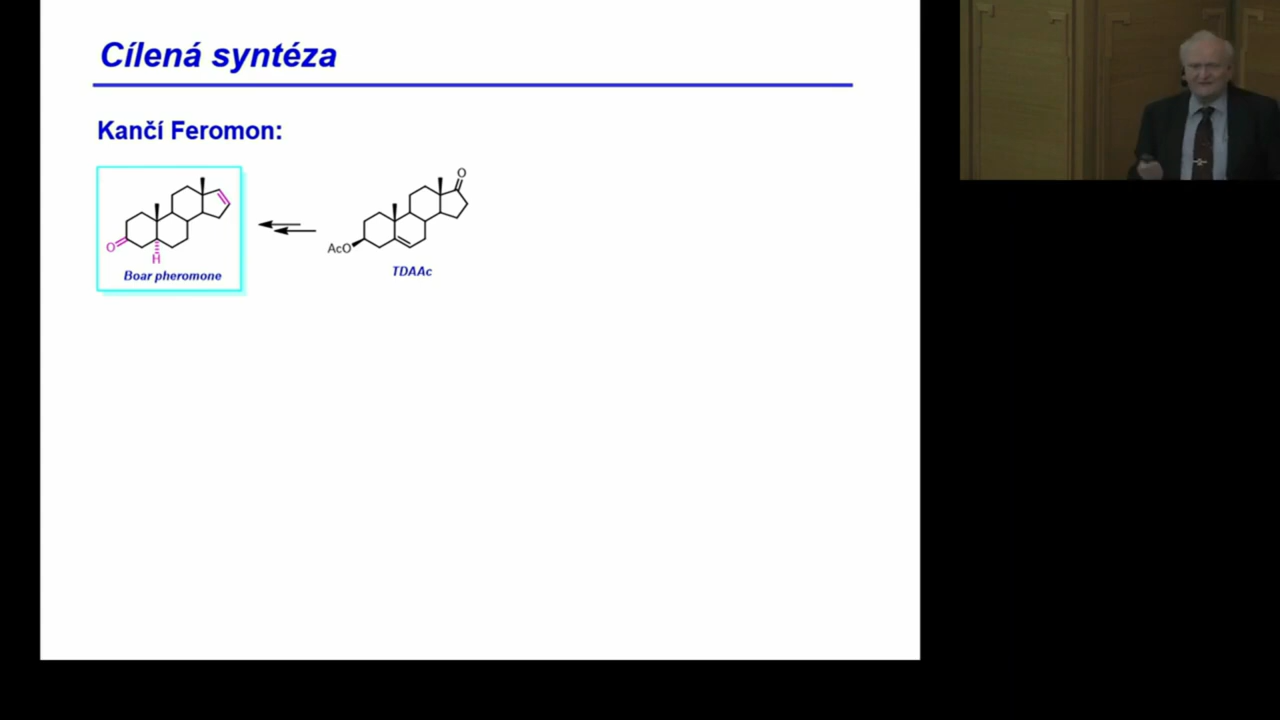 Cílená syntéza
Kančí Feromon:
O
H
Boar pheromone
O
AcO
TDAAc